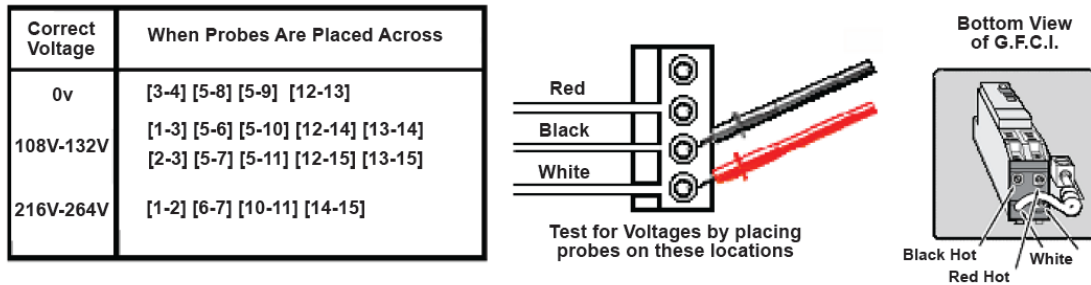 Correct
Voltage
When Probes Are Placed Across
0v
[3-4] [5-8] [5-9] [12-13]
108V-132V
[1-3] [5-6] [5-10] [12-14] [13-14]
[2-3] [5-7] [5-11] [12-15] [13-15]
216V-264V
[1-2] [6-7] [10-11] [14-15]
Red
Black
White
Test for Voltages by placing
probes on these locations
Bottom View
of G.F.C.I.
Black Hot
White
Red Hot